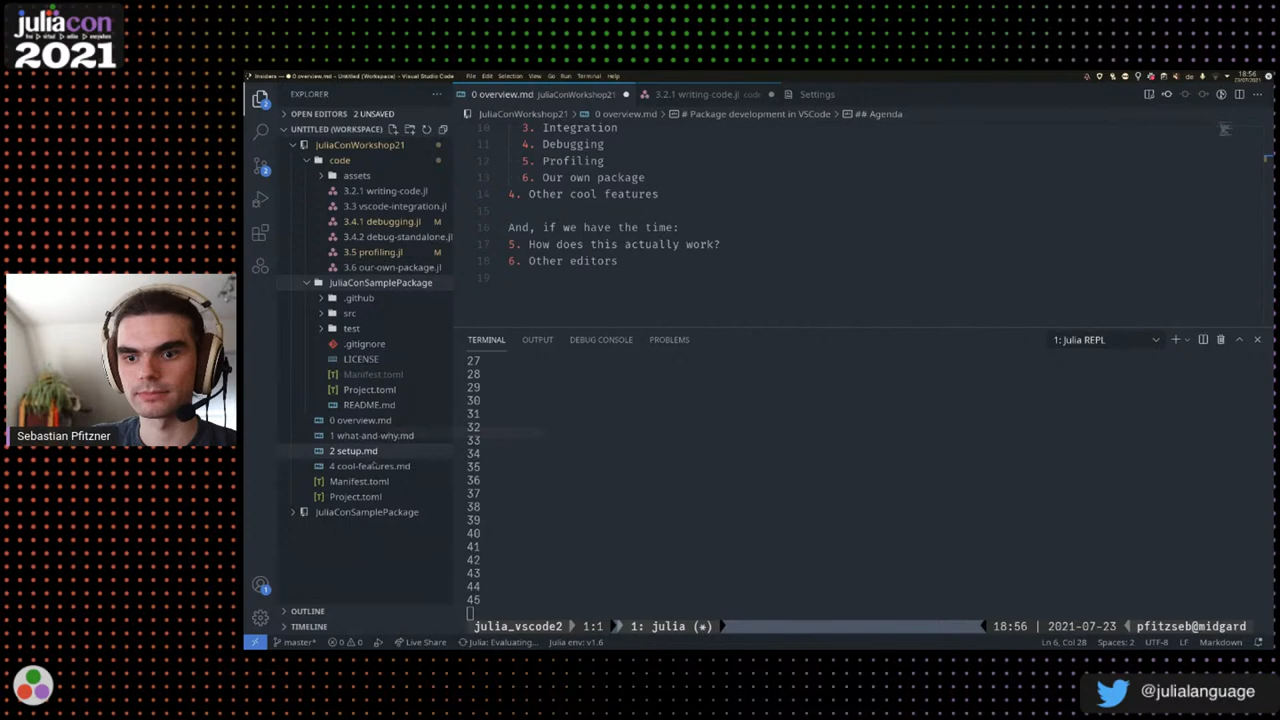 juliacon
2021
Insiders — ● 0 overview.md - Untitled (Workspace) - Visual Studio Code
File Edit Selection View Go Run Terminal Help
18:56
23/07/2021
de
EXPLORER
0 overview.md JuliaConWorkshop21
3.2.1 writing-code.jl code
Settings
OPEN EDITORS 2 UNSAVED
JuliaConWorkshop21 > 0 overview.md > # Package development in VSCode > ## Agenda
UNTITLED (WORKSPACE)
JuliaConWorkshop21
code
assets
3.2.1 writing-code.jl
3.3 vscode-integration.jl
3.4.1 debugging.jl M
3.4.2 debug-standalone.jl
3.5 profiling.jl M
3.6 our-own-package.jl
JuliaConSamplePackage
.github
src
test
.gitignore
LICENSE
Manifest.toml
Project.toml
README.md
0 overview.md
1 what-and-why.md
2 setup.md
4 cool-features.md
Manifest.toml
Project.toml
JuliaConSamplePackage
OUTLINE
TIMELINE
10 3. Integration
11 4. Debugging
12 5. Profiling
13 6. Our own package
14 4. Other cool features
15
16 And, if we have the time:
17 5. How does this actually work?
18 6. Other editors
19
TERMINAL OUTPUT DEBUG CONSOLE PROBLEMS
1: Julia REPL
27
28
29
30
31
32
33
34
35
36
37
38
39
40
41
42
43
44
45
julia_vscode2 1:1 1: julia (*) 18:56 | 2021-07-23 pfitzseb@midgard
master* 0 0 Live Share Julia: Evaluating... Julia env: v1.6 Ln 6, Col 28 Spaces: 2 UTF-8 LF Markdown
Sebastian Pfitzner
@julialanguage